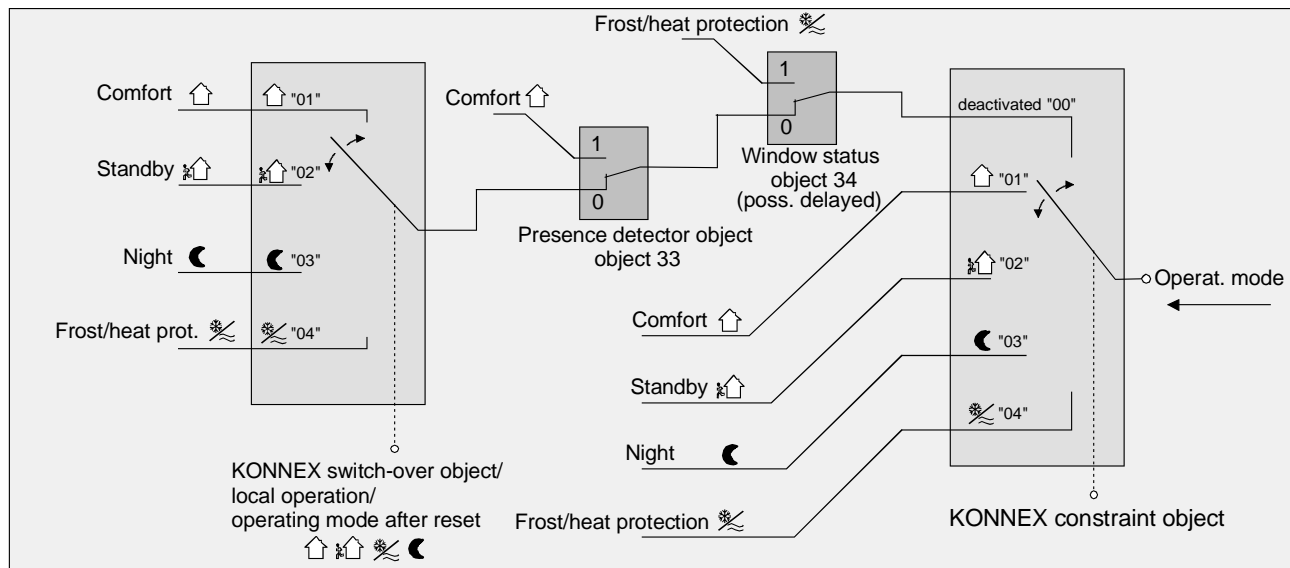 Frost/heat protection
1
0
Window status
object 34
(poss. delayed)
Comfort
"01"
Standby
"02"
Night
"03"
Frost/heat prot.
"04"
KONNEX switch-over object/
local operation/
operating mode after reset
Comfort
1
0
Presence detector object
object 33
deactivated "00"
"01"
"02"
"03"
"04"
Operat. mode
Comfort
Standby
Night
Frost/heat protection
KONNEX constraint object